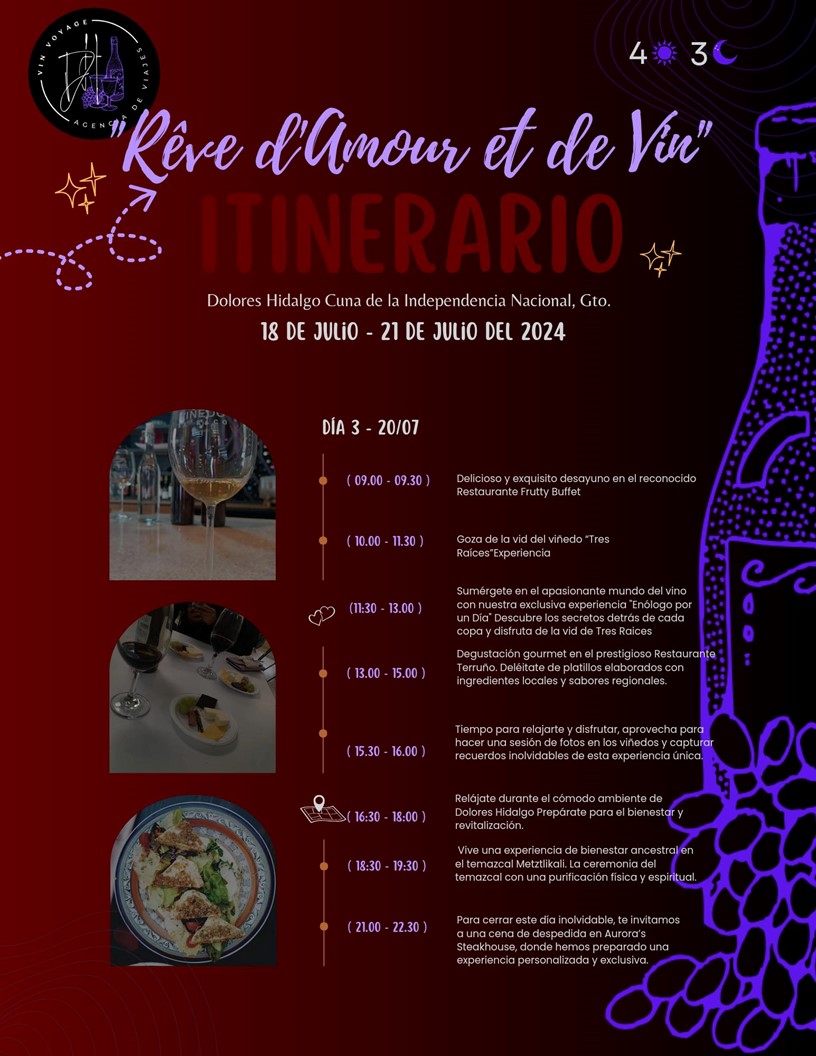 VIN VOYAGE
AGENCIA DE VIAJES
DH
4 3
"Rêve d'Amour et de Vin"
ITINERARIO
Dolores Hidalgo Cuna de la Independencia Nacional, Gto.
18 DE JULIO - 21 DE JULIO DEL 2024
DÍA 3 - 20/07
( 09.00 - 09.30 )
Delicioso y exquisito desayuno en el reconocido
Restaurante Frutty Buffet
( 10.00 - 11.30 )
Goza de la vid del viñedo "Tres
Raices"Experiencia
(11:30 - 13.00 )
Sumérgete en el apasionante mundo del vino
con nuestra exclusiva experiencia "Enólogo por
un Día" Descubre los secretos detrás de cada
copa y disfruta de la vid de Tres Raices
( 13.00 - 15.00 )
Degustación gourmet en el prestigioso Restaurante
Terruño. Deléitate de platillos elaborados con
ingredientes locales y sabores regionales.
( 15.30 - 16.00 )
Tiempo para relajarte y disfrutar, aprovecha para
hacer una sesión de fotos en los viñedos y capturar
recuerdos inolvidables de esta experiencia única.
( 16:30 - 18:00 )
Relájate durante el cómodo ambiente de
Dolores Hidalgo Prepárate para el bienestar y
revitalización.
( 18:30 - 19:30 )
Vive una experiencia de bienestar ancestral en
el temazcal Metztlikali. La ceremonia del
temazcal con una purificación física y espiritual.
( 21.00 - 22.30 )
Para cerrar este día inolvidable, te invitamos
a una cena de despedida en Aurora's
Steakhouse, donde hemos preparado una
experiencia personalizada y exclusiva.